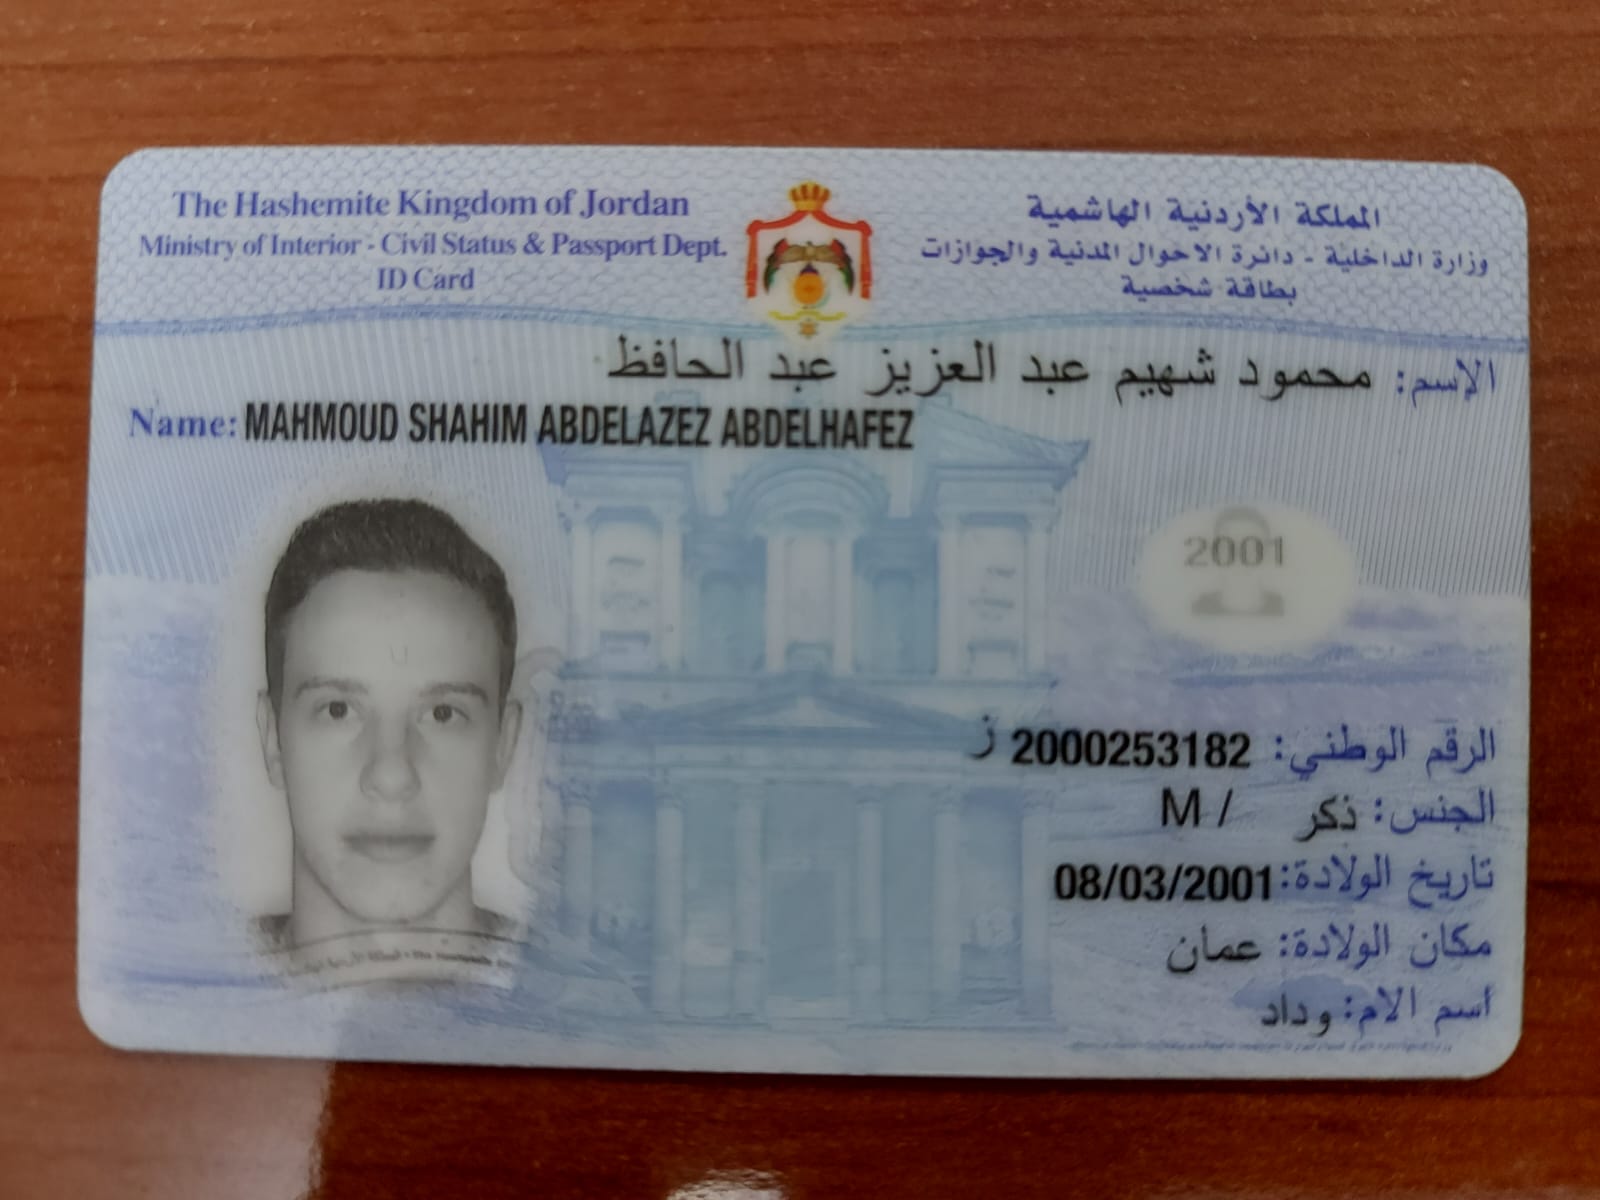 The Hashemite Kingdom of Jordan
Ministry of Interior - Civil Status & Passport Dept.
ID Card
المملكة الأردنية الهاشمية
وزارة الداخلية - دائرة الاحوال المدنية والجوازات
بطاقة شخصية
الإسم: محمود شهيم عبد العزيز عبد الحافظ
Name: MAHMOUD SHAHIM ABDELAZEZ ABDELHAFEZ
2001
الرقم الوطني: 2000253182 ز
الجنس: ذكر / M
تاريخ الولادة: 08/03/2001
مكان الولادة: عمان
اسم الام: وداد